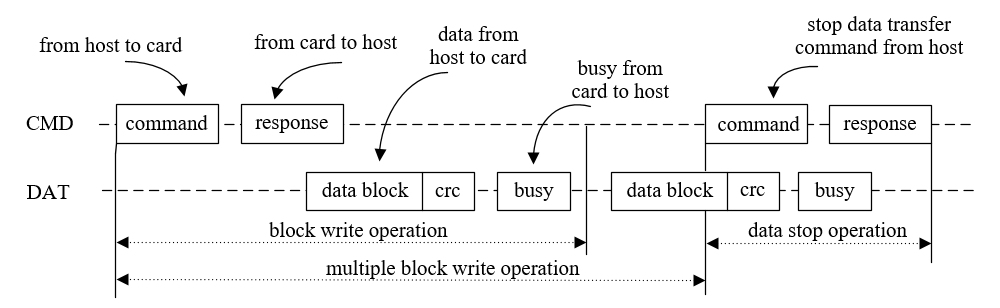 from host to card
from card to host
data from
host to card
busy from
card to host
stop data transfer
command from host
CMD
command
response
command
response
DAT
data block
crc
busy
data block
crc
busy
block write operation
data stop operation
multiple block write operation